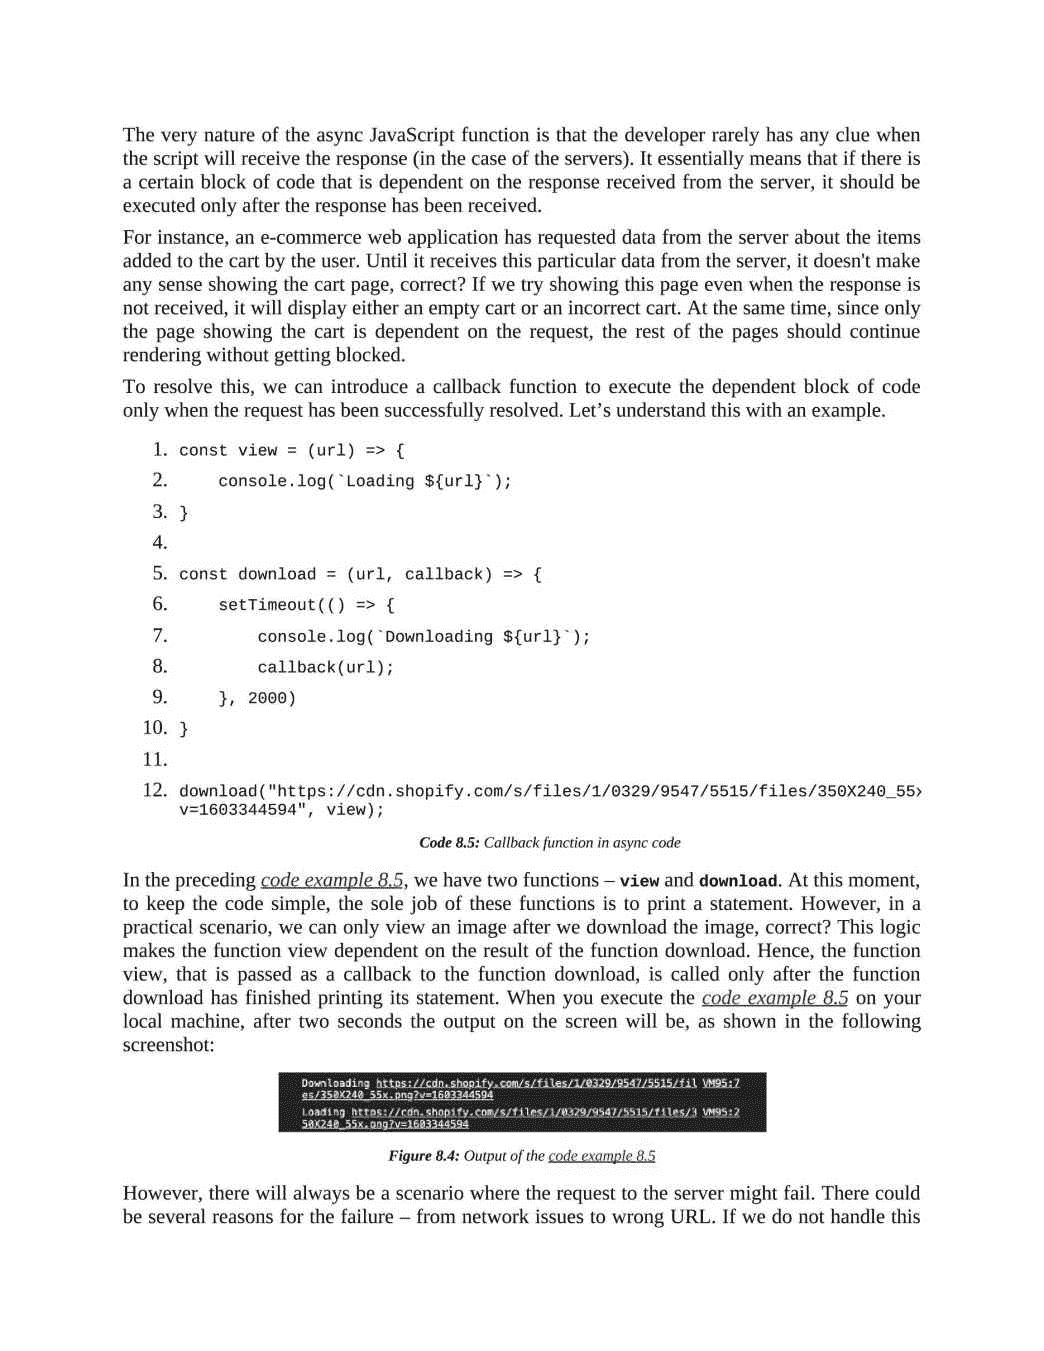 The very nature of the async JavaScript function is that the developer rarely has any clue when
the script will receive the response (in the case of the servers). It essentially means that if there is
a certain block of code that is dependent on the response received from the server, it should be
executed only after the response has been received.
For instance, an e-commerce web application has requested data from the server about the items
added to the cart by the user. Until it receives this particular data from the server, it doesn't make
any sense showing the cart page, correct? If we try showing this page even when the response is
not received, it will display either an empty cart or an incorrect cart. At the same time, since only
the page showing the cart is dependent on the request, the rest of the pages should continue
rendering without getting blocked.
To resolve this, we can introduce a callback function to execute the dependent block of code
only when the request has been successfully resolved. Let’s understand this with an example.
1. const view = (url) => {
2.     console.log(`Loading ${url}`);
3. }
4.
5. const download = (url, callback) => {
6.     setTimeout(() => {
7.         console.log(`Downloading ${url}`);
8.         callback(url);
9.     }, 2000)
10. }
11.
12. download("https://cdn.shopify.com/s/files/1/0329/9547/5515/files/350X240_55
v=1603344594", view);
Code 8.5: Callback function in async code
In the preceding code example 8.5, we have two functions – view and download. At this moment,
to keep the code simple, the sole job of these functions is to print a statement. However, in a
practical scenario, we can only view an image after we download the image, correct? This logic
makes the function view dependent on the result of the function download. Hence, the function
view, that is passed as a callback to the function download, is called only after the function
download has finished printing its statement. When you execute the code example 8.5 on your
local machine, after two seconds the output on the screen will be, as shown in the following
screenshot:
Downloading https://cdn.shopify.com/s/files/1/0329/9547/5515/fil VM95:7
es/350X240_55x.png?v=1603344594
Loading https://cdn.shopify.com/s/files/1/0329/9547/5515/files/3 VM95:2
50X240_55x.png?v=1603344594
Figure 8.4: Output of the code example 8.5
However, there will always be a scenario where the request to the server might fail. There could
be several reasons for the failure – from network issues to wrong URL. If we do not handle this